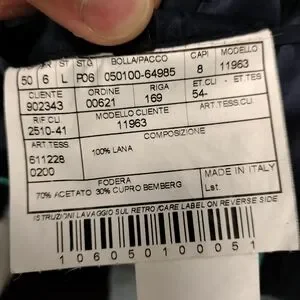 ST STG BOLLA/PACCO CAPI MODELLO
50 6 L P06 050100-64985 8 11963
CLIENTE ORDINE RIGA ET.CLI - ET.TES
902343 00621 169 54-
RIF CLI MODELLO CLIENTE ART.TESS.CLI
2510-41 11963
ART.TESS. COMPOSIZIONE
611228 100% LANA
0200
FODERA MADE IN ITALY
70% ACETATO 30% CUPRO BEMBERG Lst.
ISTRUZIONI LAVAGGIO SUL RETRO/CARE LABEL ON REVERSE SIDE
106050100051